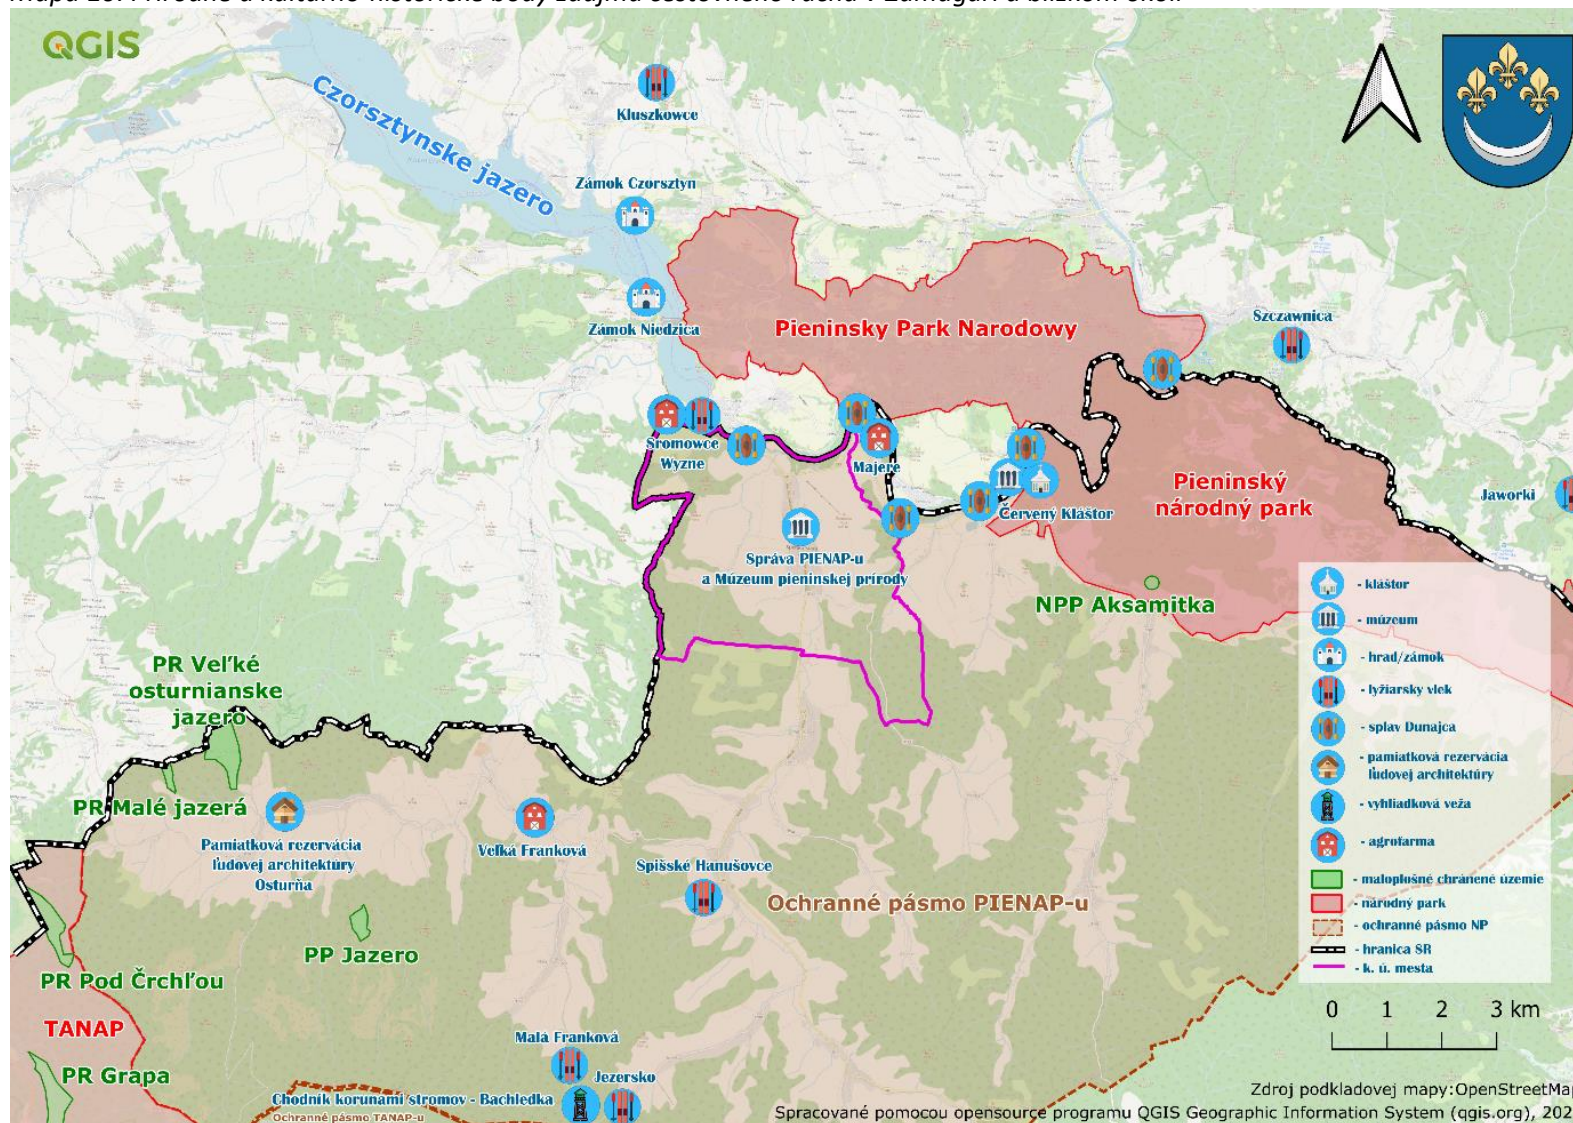 QGIS
Czorsztynske jazero
Kluszkowce
Zámok Czorsztyn
Zámok Niedzica
Pieninsky Park Narodowy
Szczawnica
Sromowce
Wyzne
Majere
Červený Kláštor
Pieninský
národný park
Jaworki
Správa PIENAP-u
a Múzeum pieninskej prírody
NPP Aksamitka
PR Veľké
osturnianske
jazero
PR Malé jazerá
Pamiatková rezervácia
ľudovej architektúry
Osturňa
Veľká Franková
Spišské Hanušovce
Ochranné pásmo PIENAP-u
PP Jazero
PR Pod Črchľou
TANAP
PR Grapa
Malá Franková
Jezersko
Chodník korunami stromov - Bachledka
Ochranné pásmo TANAP-u
- kláštor
- múzeum
- hrad/zámok
- lyžiarsky vlek
- splav Dunajca
- pamiatková rezervácia
ľudovej architektúry
- vyhliadková veža
- agrofarma
- maloplošné chránené územie
- národný park
- ochranné pásmo NP
- hranica SR
- k. ú. mesta
0 1 2 3 km
Zdroj podkladovej mapy:OpenStreetMap
Spracované pomocou opensource programu QGIS Geographic Information System (qgis.org), 202